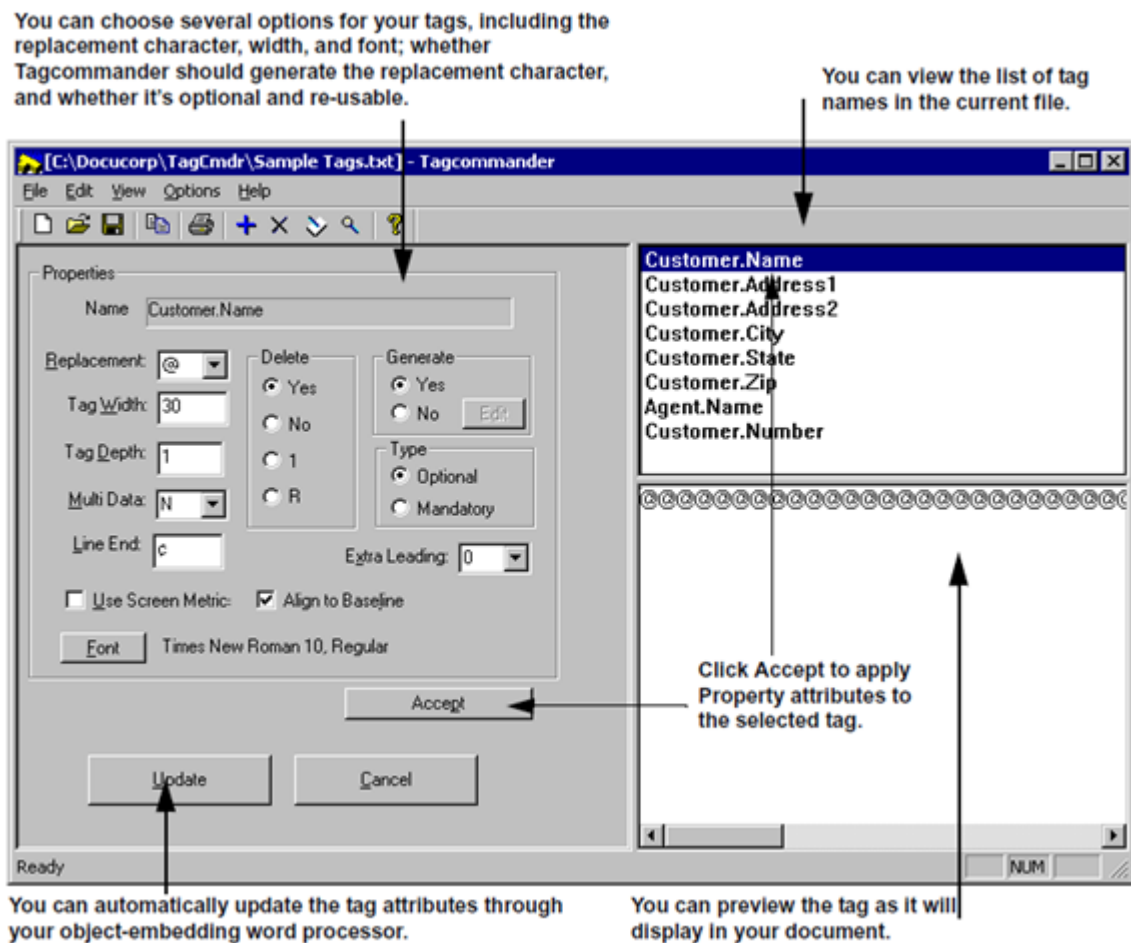 You can choose several options for your tags, including the
replacement character, width, and font; whether
Tagcommander should generate the replacement character,
and whether it's optional and re-usable.
You can view the list of tag
names in the current file.
[C:\Docucorp\TagCmdr\Sample Tags.txt] - Tagcommander
File Edit View Options Help
Properties
Name Customer.Name
Replacement: @
Tag Width: 30
Tag Depth: 1
Multi Data: N
Line End: c
Delete
Yes
No
1
R
Generate
Yes
No Edit
Type
Optional
Mandatory
Extra Leading: 0
Use Screen Metric: Align to Baseline
Font Times New Roman 10, Regular
Accept
Update Cancel
Customer.Name
Customer.Address1
Customer.Address2
Customer.City
Customer.State
Customer.Zip
Agent.Name
Customer.Number
@@@@@@@@@@@@@@@@@@@@@@@@@@@
Click Accept to apply
Property attributes to
the selected tag.
Ready NUM
You can automatically update the tag attributes through
your object-embedding word processor.
You can preview the tag as it will
display in your document.